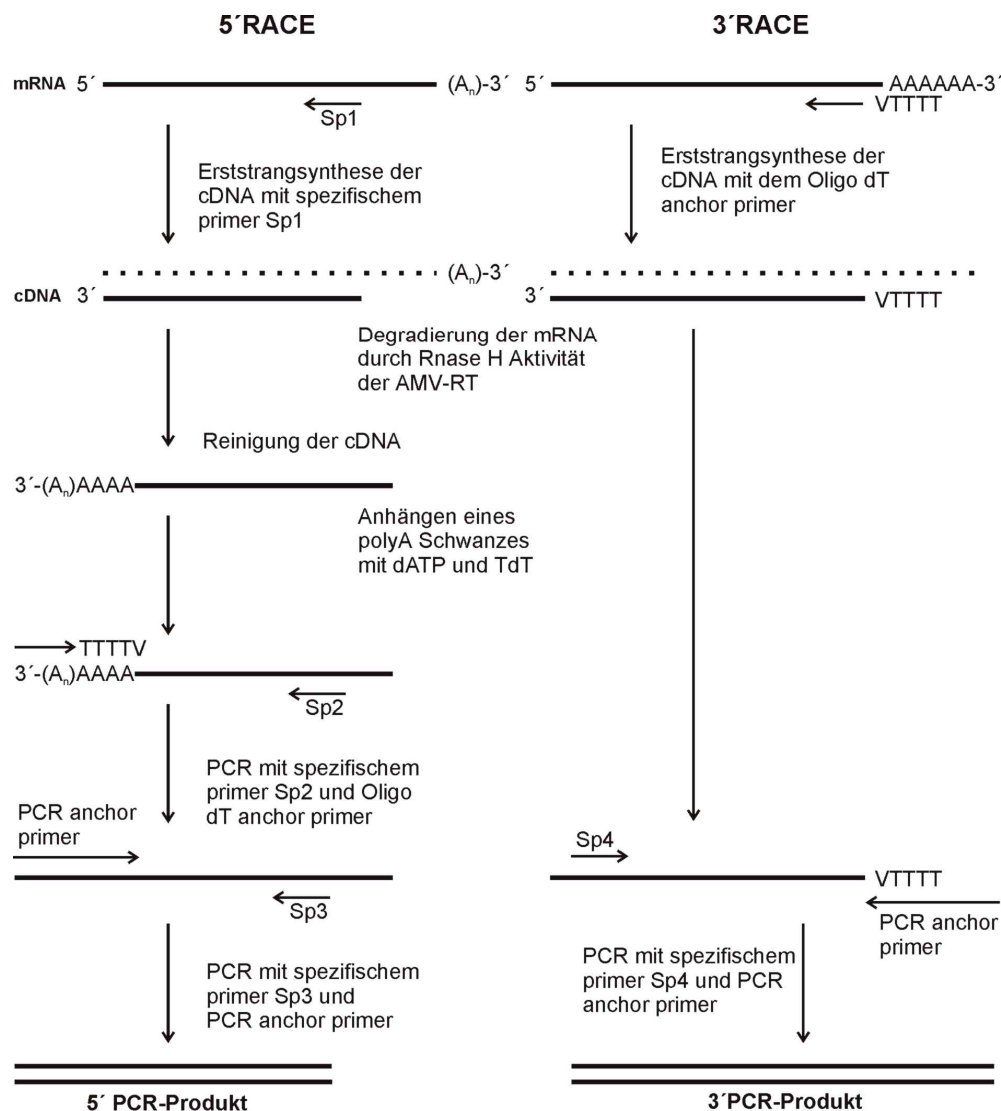 5´RACE
3´RACE
mRNA 5´ (Aₙ)-3´
Sp1
5´ AAAAAA-3´
VTTTT
Erststrangsynthese der
cDNA mit spezifischem
primer Sp1
Erststrangsynthese der
cDNA mit dem Oligo dT
anchor primer
(Aₙ)-3´
cDNA 3´
3´ VTTTT
Degradierung der mRNA
durch Rnase H Aktivität
der AMV-RT
Reinigung der cDNA
3´-(Aₙ)AAAA
Anhängen eines
polyA Schwanzes
mit dATP und TdT
TTTTV
3´-(Aₙ)AAAA
Sp2
PCR mit spezifischem
primer Sp2 und Oligo
dT anchor primer
PCR anchor
primer
Sp3
Sp4
VTTTT
PCR anchor
primer
PCR mit spezifischem
primer Sp3 und
PCR anchor primer
PCR mit spezifischem
primer Sp4 und PCR
anchor primer
5´ PCR-Produkt
3´PCR-Produkt